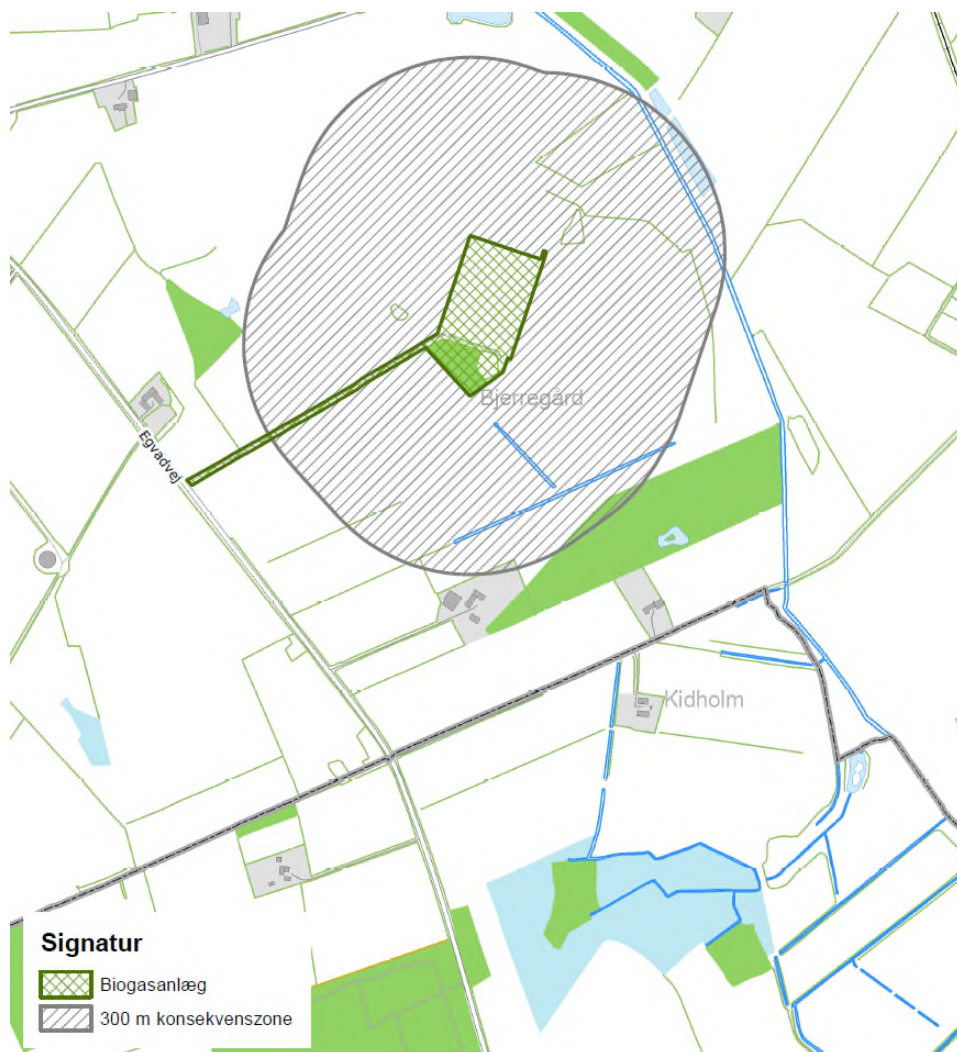 Bjerregård
Egvadvej
Kidholm
Signatur
Biogasanlæg
300 m konsekvenszone